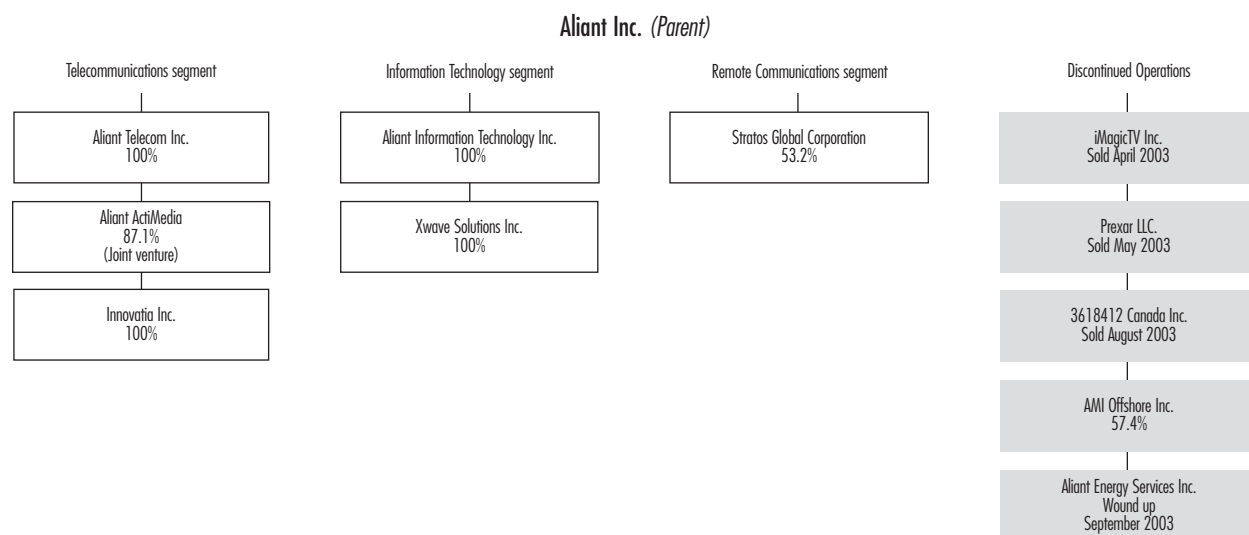 Aliant Inc. (Parent)
Telecommunications segment
Aliant Telecom Inc.
100%
Aliant ActiMedia
87.1%
(Joint venture)
Innovatia Inc.
100%
Information Technology segment
Aliant Information Technology Inc.
100%
Xwave Solutions Inc.
100%
Remote Communications segment
Stratos Global Corporation
53.2%
Discontinued Operations
iMagicTV Inc.
Sold April 2003
Prexar LLC.
Sold May 2003
3618412 Canada Inc.
Sold August 2003
AMI Offshore Inc.
57.4%
Aliant Energy Services Inc.
Wound up
September 2003